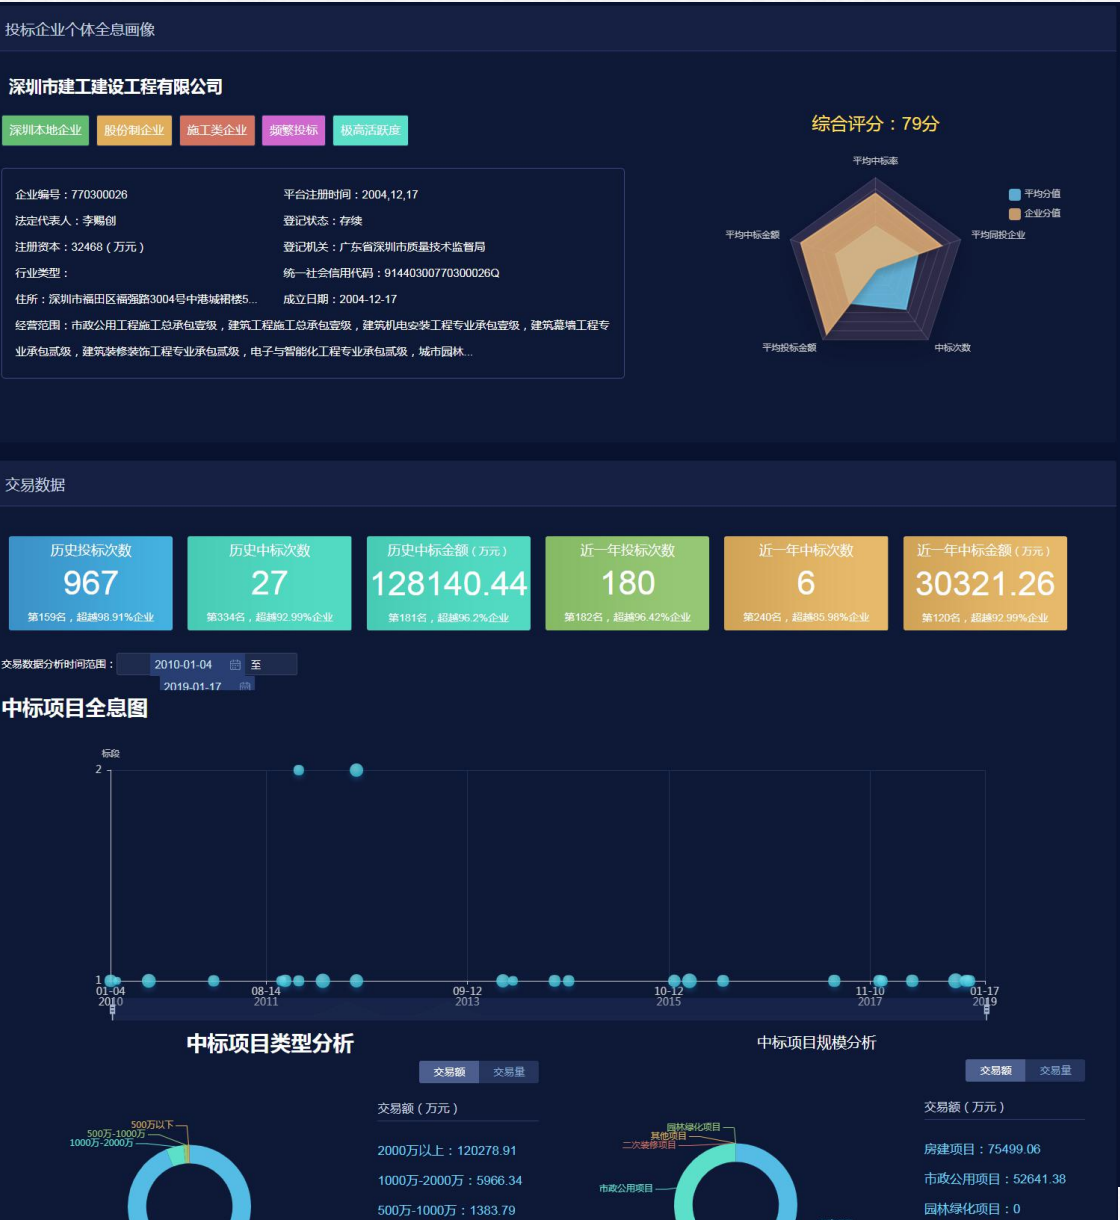 投标企业个体全息画像
深圳市建工建设工程有限公司
深圳本地企业 股份制企业 施工类企业 频繁投标 极高活跃度
综合评分：79分
平均中标率
平均分值
企业分值
平均中标金额
平均同投企业
平均投标金额
中标次数
企业编号：770300026 平台注册时间：2004,12,17
法定代表人：李赐创 登记状态：存续
注册资本：32468（万元） 登记机关：广东省深圳市质量技术监督局
行业类型： 统一社会信用代码：91440300770300026Q
住所：深圳市福田区福强路3004号中港城裙楼5... 成立日期：2004-12-17
经营范围：市政公用工程施工总承包壹级，建筑工程施工总承包壹级，建筑机电安装工程专业承包壹级，建筑幕墙工程专
业承包贰级，建筑装修装饰工程专业承包贰级，电子与智能化工程专业承包贰级，城市园林...
交易数据
历史投标次数 历史中标次数 历史中标金额（万元） 近一年投标次数 近一年中标次数 近一年中标金额（万元）
967 27 128140.44 180 6 30321.26
第159名，超越98.91%企业 第334名，超越92.99%企业 第181名，超越96.2%企业 第182名，超越96.42%企业 第240名，超越85.98%企业 第120名，超越92.99%企业
交易数据分析时间范围： 2010-01-04 至
2019-01-17
中标项目全息图
标段
2
1
01-04 08-14 09-12 10-12 11-10 01-17
2010 2011 2013 2015 2017 2019
中标项目类型分析 中标项目规模分析
交易额 交易量 交易额 交易量
交易额（万元） 交易额（万元）
500万以下
500万-1000万
1000万-2000万
2000万以上：120278.91
1000万-2000万：5966.34
500万-1000万：1383.79
园林绿化项目
其他项目
二次装修项目
市政公用项目
房建项目：75499.06
市政公用项目：52641.38
园林绿化项目：0